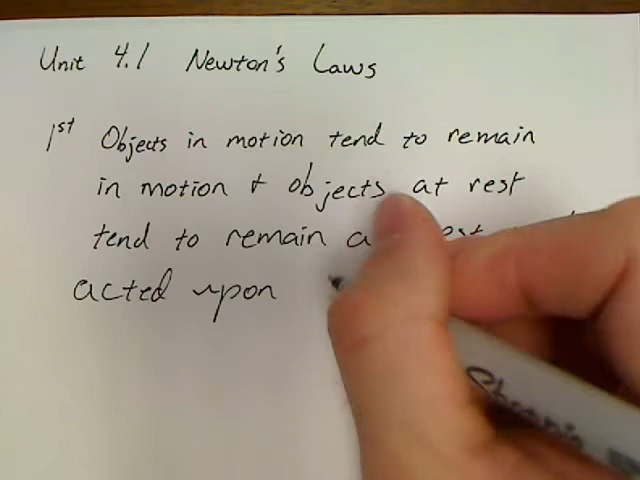 Unit 4.1 Newton's Laws
1st Objects in motion tend to remain
in motion & objects at rest
tend to remain a
acted upon
Sharpie